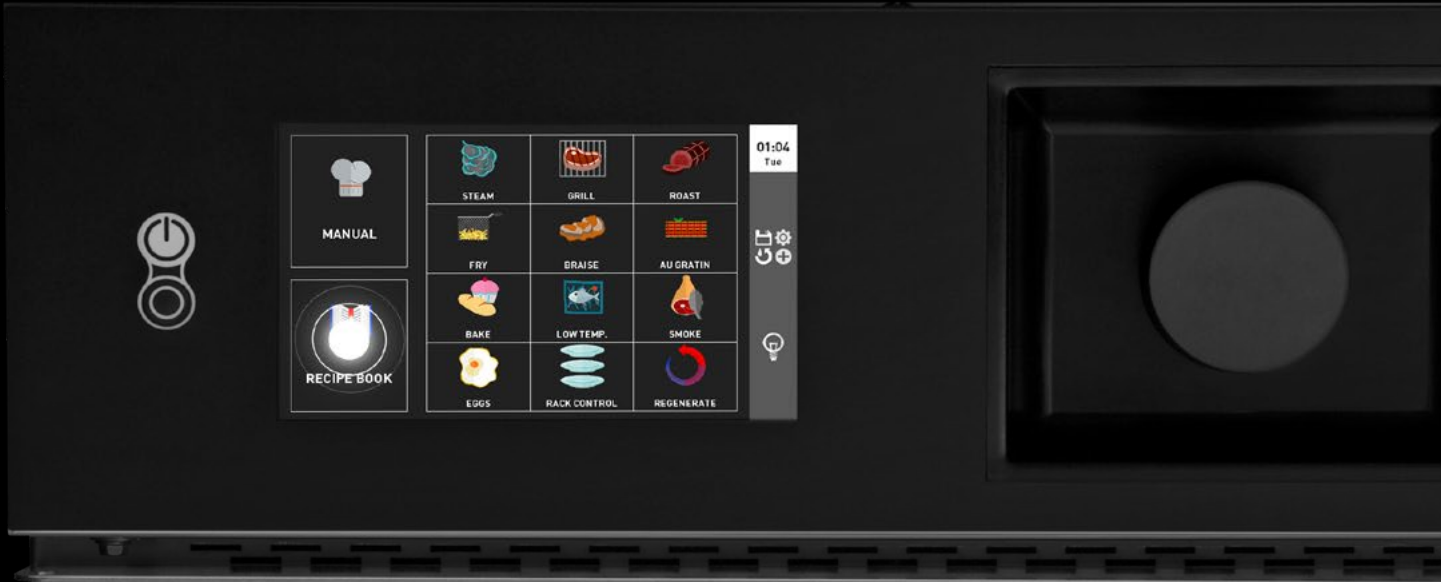 MANUAL
RECIPE BOOK
STEAM
GRILL
ROAST
FRY
BRAISE
AU GRATIN
BAKE
LOW TEMP.
SMOKE
EGGS
RACK CONTROL
REGENERATE
01:04
Tue